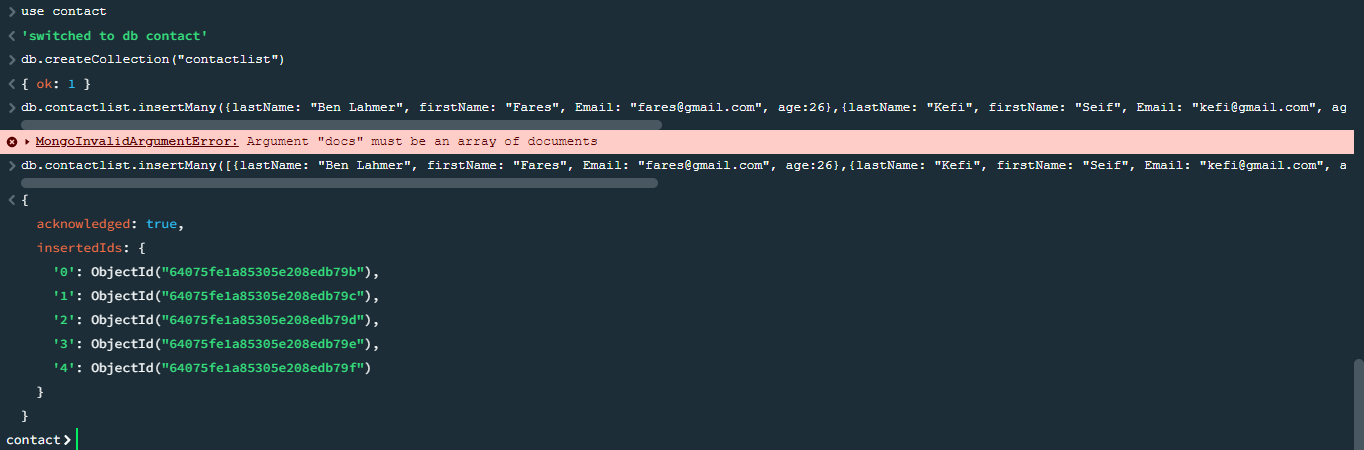 use contact
'switched to db contact'
db.createCollection("contactlist")
{ ok: 1 }
db.contactlist.insertMany({lastName: "Ben Lahmer", firstName: "Fares", Email: "fares@gmail.com", age:26},{lastName: "Kefi", firstName: "Seif", Email: "kefi@gmail.com", ag
MongoInvalidArgumentError: Argument "docs" must be an array of documents
db.contactlist.insertMany([{lastName: "Ben Lahmer", firstName: "Fares", Email: "fares@gmail.com", age:26},{lastName: "Kefi", firstName: "Seif", Email: "kefi@gmail.com", a
{
acknowledged: true,
insertedIds: {
'0': ObjectId("64075fe1a85305e208edb79b"),
'1': ObjectId("64075fe1a85305e208edb79c"),
'2': ObjectId("64075fe1a85305e208edb79d"),
'3': ObjectId("64075fe1a85305e208edb79e"),
'4': ObjectId("64075fe1a85305e208edb79f")
}
}
contact>